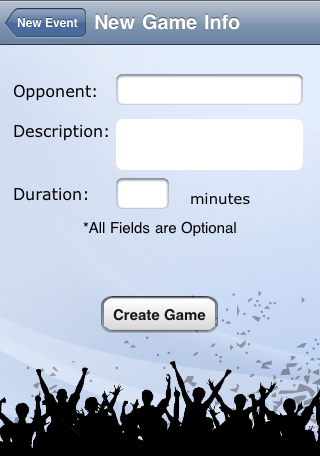 New Event New Game Info
Opponent:
Description:
Duration: minutes
*All Fields are Optional
Create Game